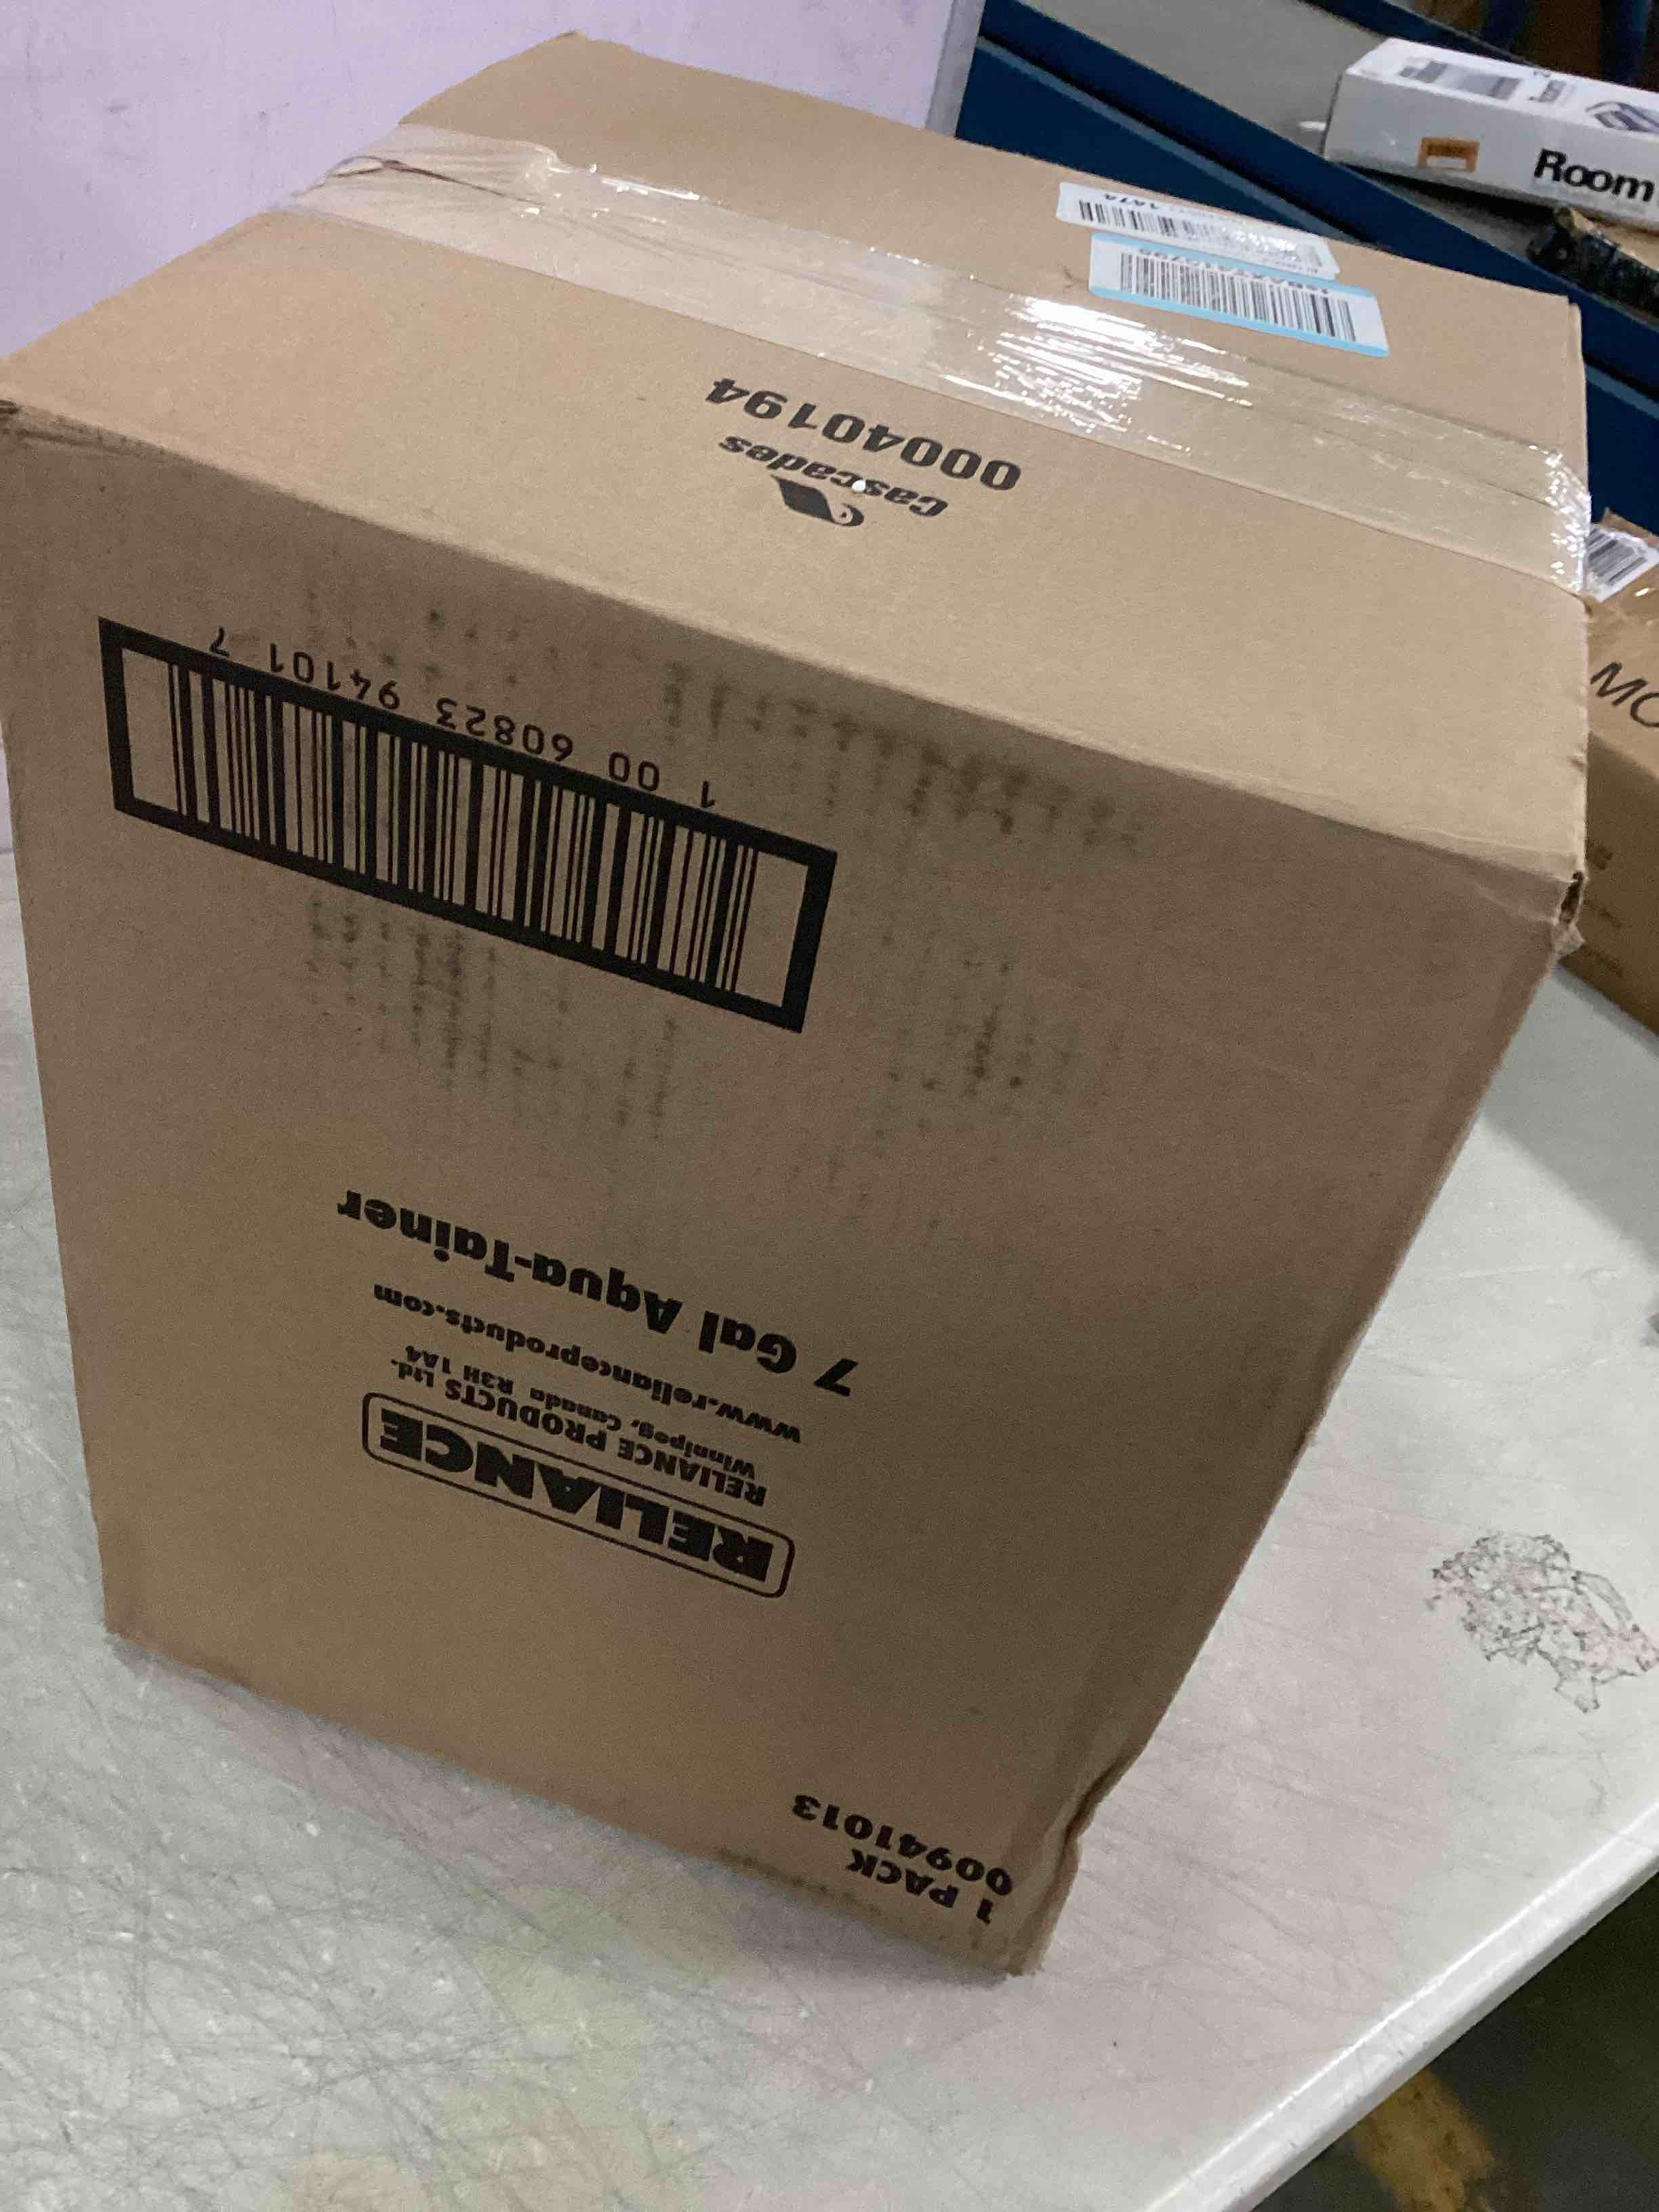 RELIANCE
RELIANCE PRODUCTS Ltd.
Winnipeg, Canada R3H 1A4
www.relianceproducts.com
7 Gal Aqua-Tainer
1 00 60823 94101 7
1 PACK
00941013
Cascades
00040194
Room
MO